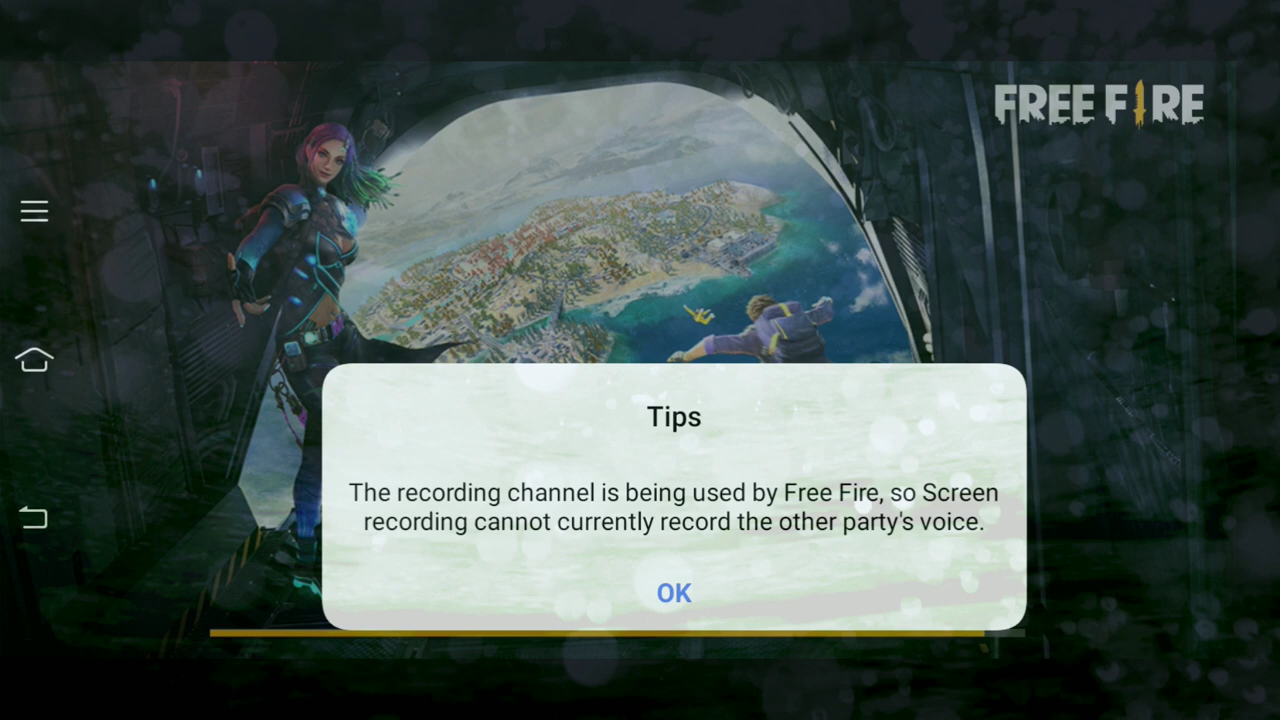 FREE FIRE
Tips
The recording channel is being used by Free Fire, so Screen
recording cannot currently record the other party's voice.
OK